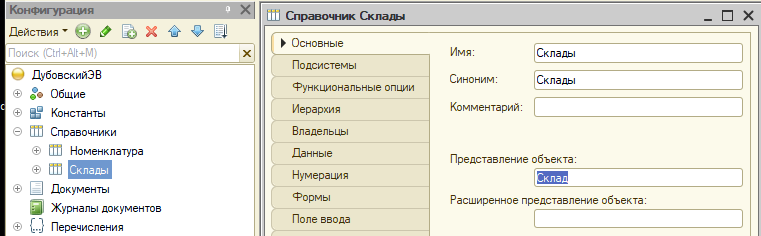 Конфигурация
Действия
Поиск (Ctrl+Alt+M)
ДубовскийЭВ
Общие
Константы
Справочники
Номенклатура
Склады
Документы
Журналы документов
Перечисления
Справочник Склады
Основные
Подсистемы
Функциональные опции
Иерархия
Владельцы
Данные
Нумерация
Формы
Поле ввода
Имя: Склады
Синоним: Склады
Комментарий:
Представление объекта:
Склад
Расширенное представление объекта: